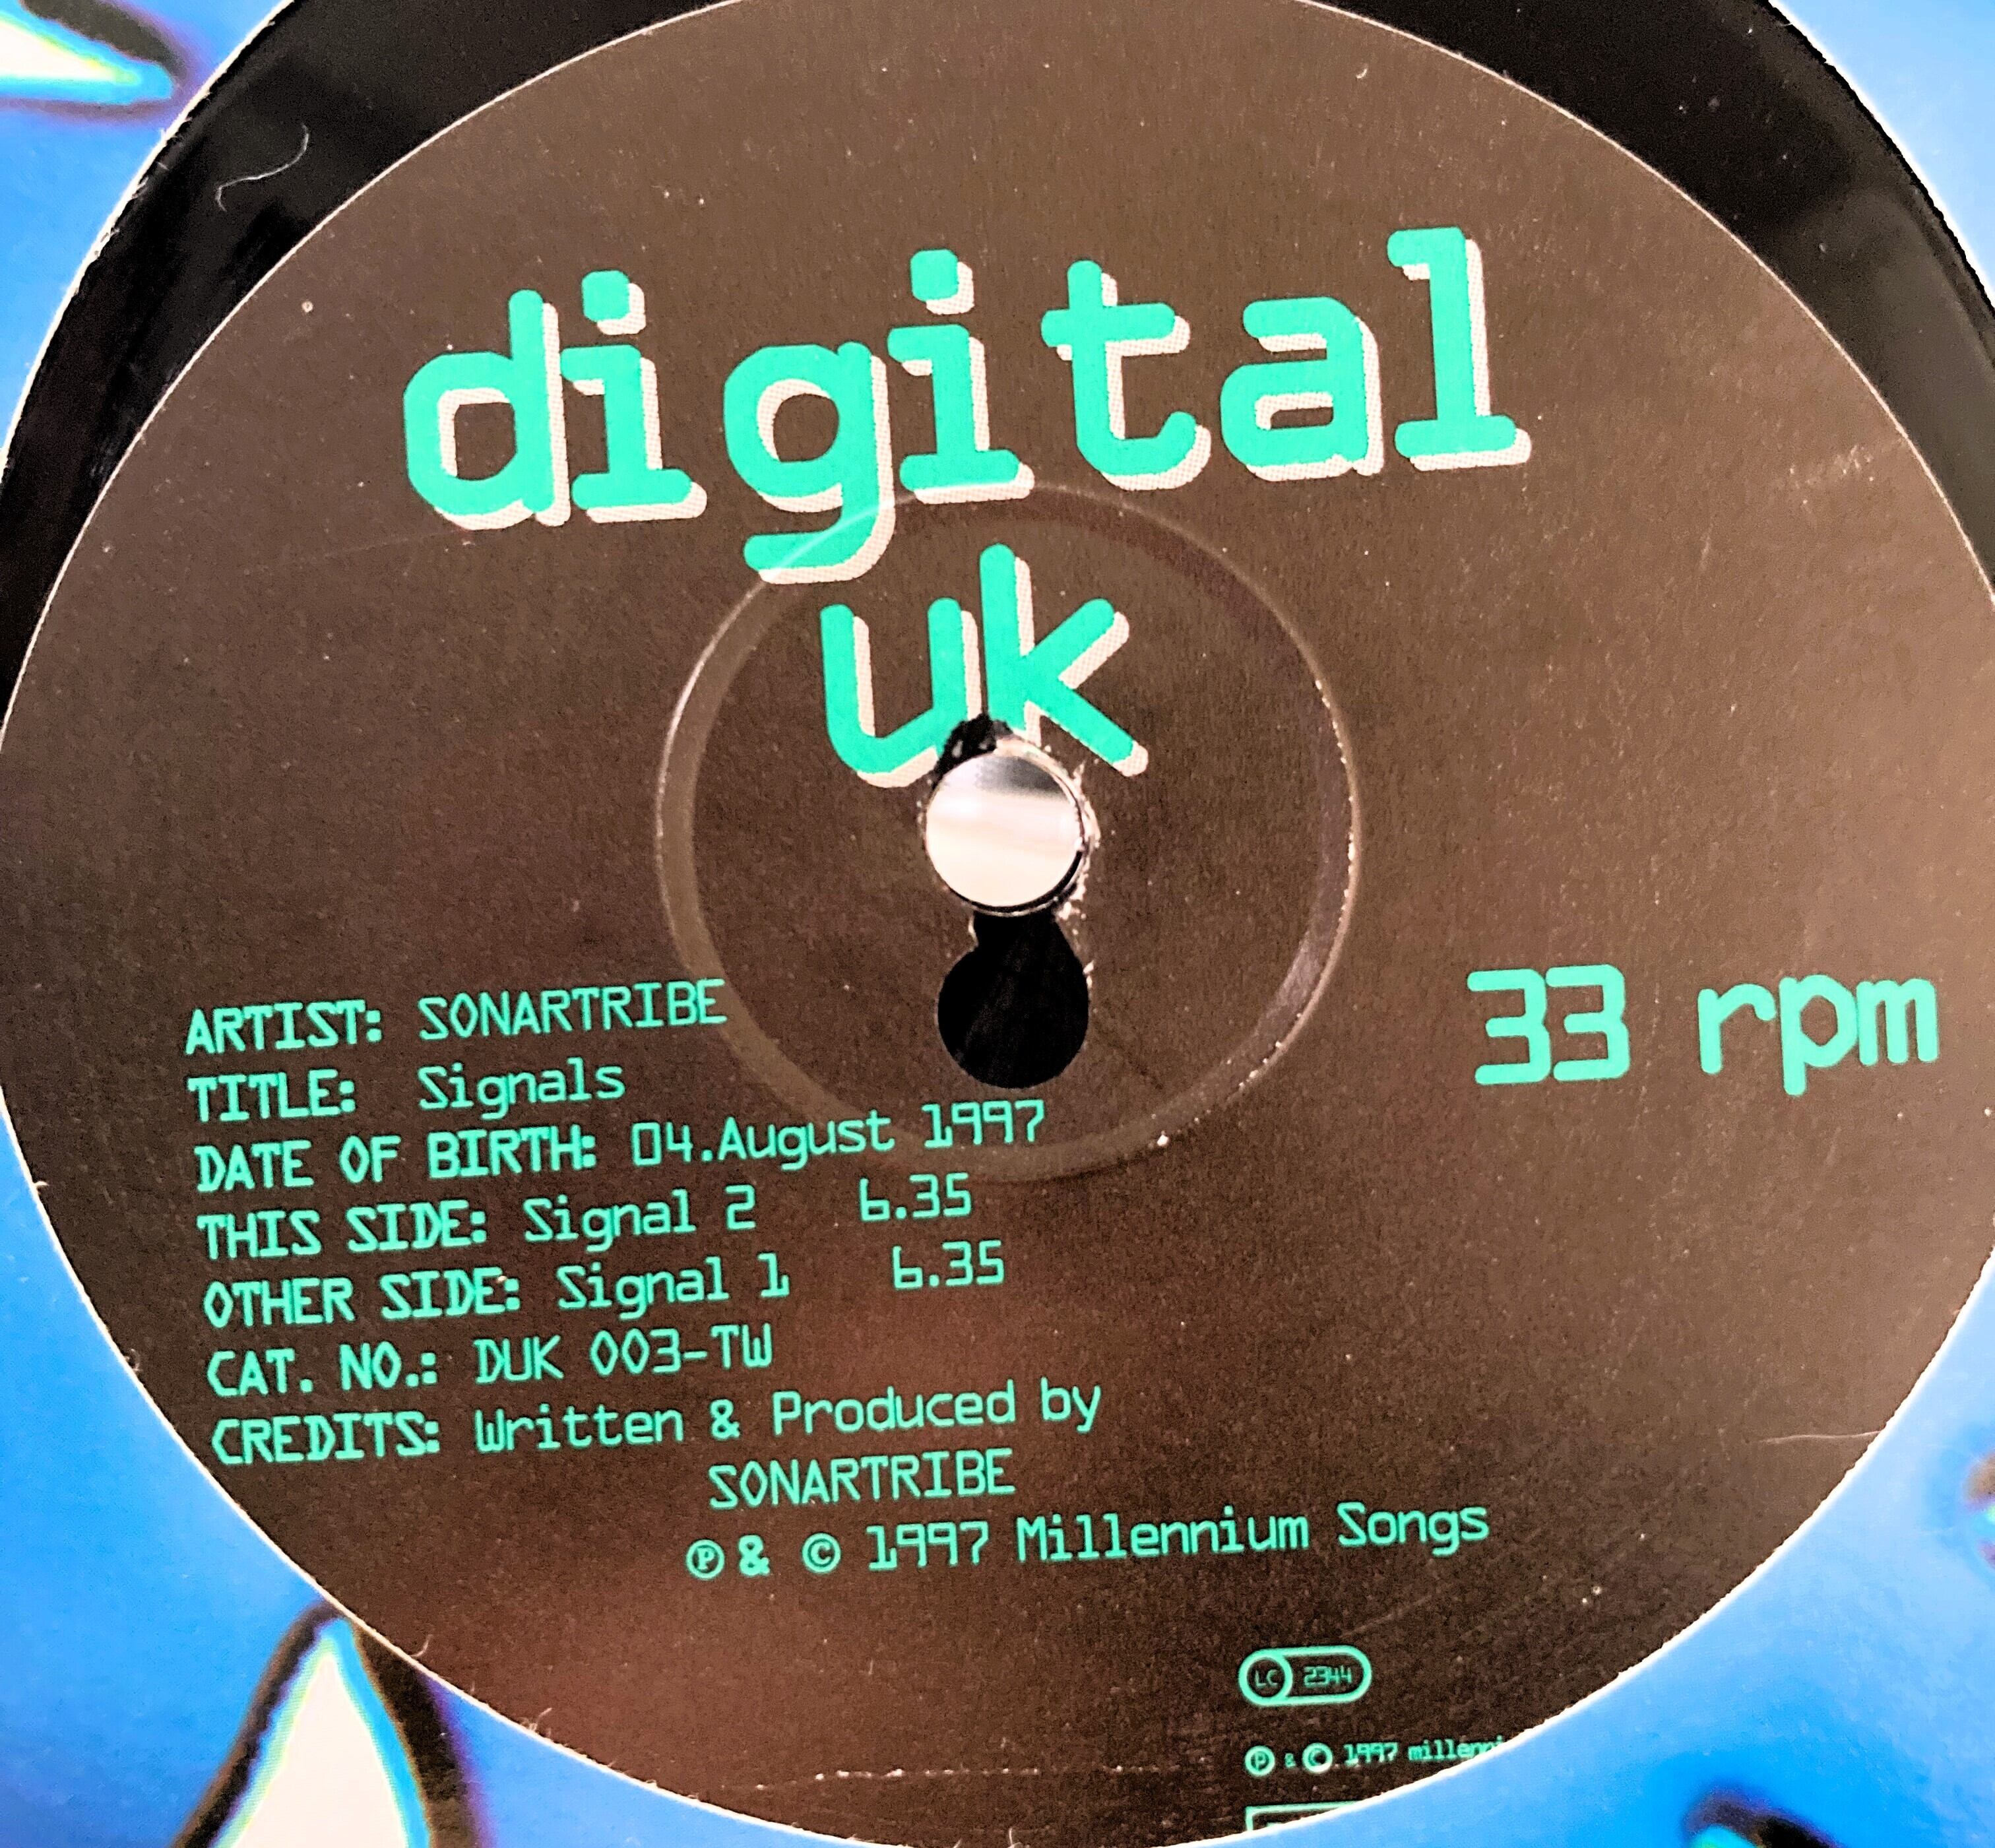 digital
uk
33 rpm
ARTIST: SONARTRIBE
TITLE: Signals
DATE OF BIRTH: 04.August 1997
THIS SIDE: Signal 2 6.35
OTHER SIDE: Signal 1 6.35
CAT. NO.: DUK 003-TW
CREDITS: Written & Produced by
SONARTRIBE
Ⓟ & © 1997 Millennium Songs
LC 2344
Ⓟ & © 1997